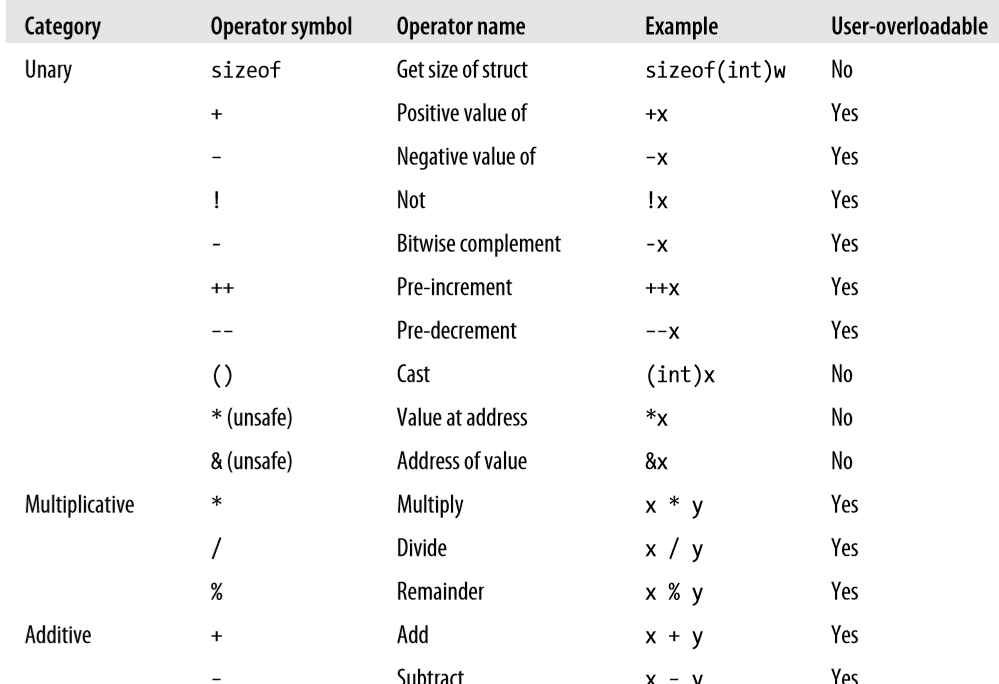 Category Operator symbol Operator name Example User-overloadable
Unary sizeof Get size of struct sizeof(int)w No
+ Positive value of +x Yes
- Negative value of -x Yes
! Not !x Yes
- Bitwise complement -x Yes
++ Pre-increment ++x Yes
-- Pre-decrement --x Yes
() Cast (int)x No
* (unsafe) Value at address *x No
& (unsafe) Address of value &x No
Multiplicative * Multiply x * y Yes
/ Divide x / y Yes
% Remainder x % y Yes
Additive + Add x + y Yes
- Subtract x - y Yes